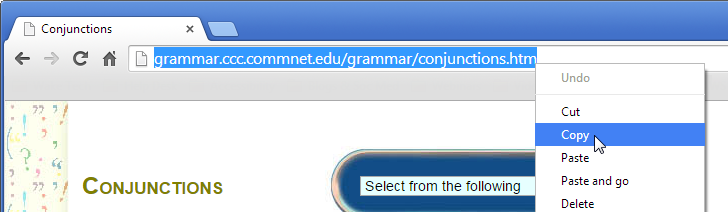 Conjunctions
grammar.ccc.commnet.edu/grammar/conjunctions.htm
Undo
Cut
Copy
Paste
Paste and go
Delete
CONJUNCTIONS
Select from the following